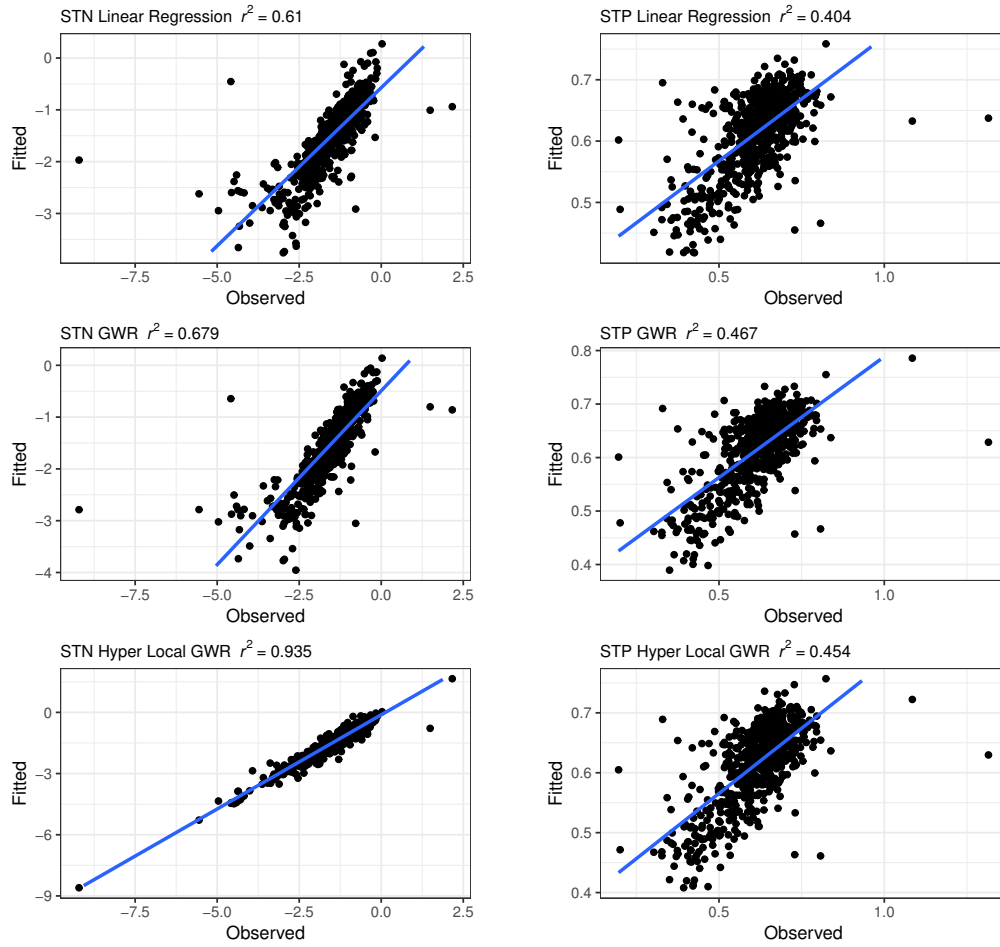 STN Linear Regression r² = 0.61
0
−1
−2
−3
Fitted
−7.5 −5.0 −2.5 0.0 2.5
Observed
STP Linear Regression r² = 0.404
0.7
0.6
0.5
Fitted
0.5 1.0
Observed
STN GWR r² = 0.679
0
−1
−2
−3
−4
Fitted
−7.5 −5.0 −2.5 0.0 2.5
Observed
STP GWR r² = 0.467
0.8
0.7
0.6
0.5
0.4
Fitted
0.5 1.0
Observed
STN Hyper Local GWR r² = 0.935
0
−3
−6
−9
Fitted
−7.5 −5.0 −2.5 0.0 2.5
Observed
STP Hyper Local GWR r² = 0.454
0.7
0.6
0.5
0.4
Fitted
0.5 1.0
Observed